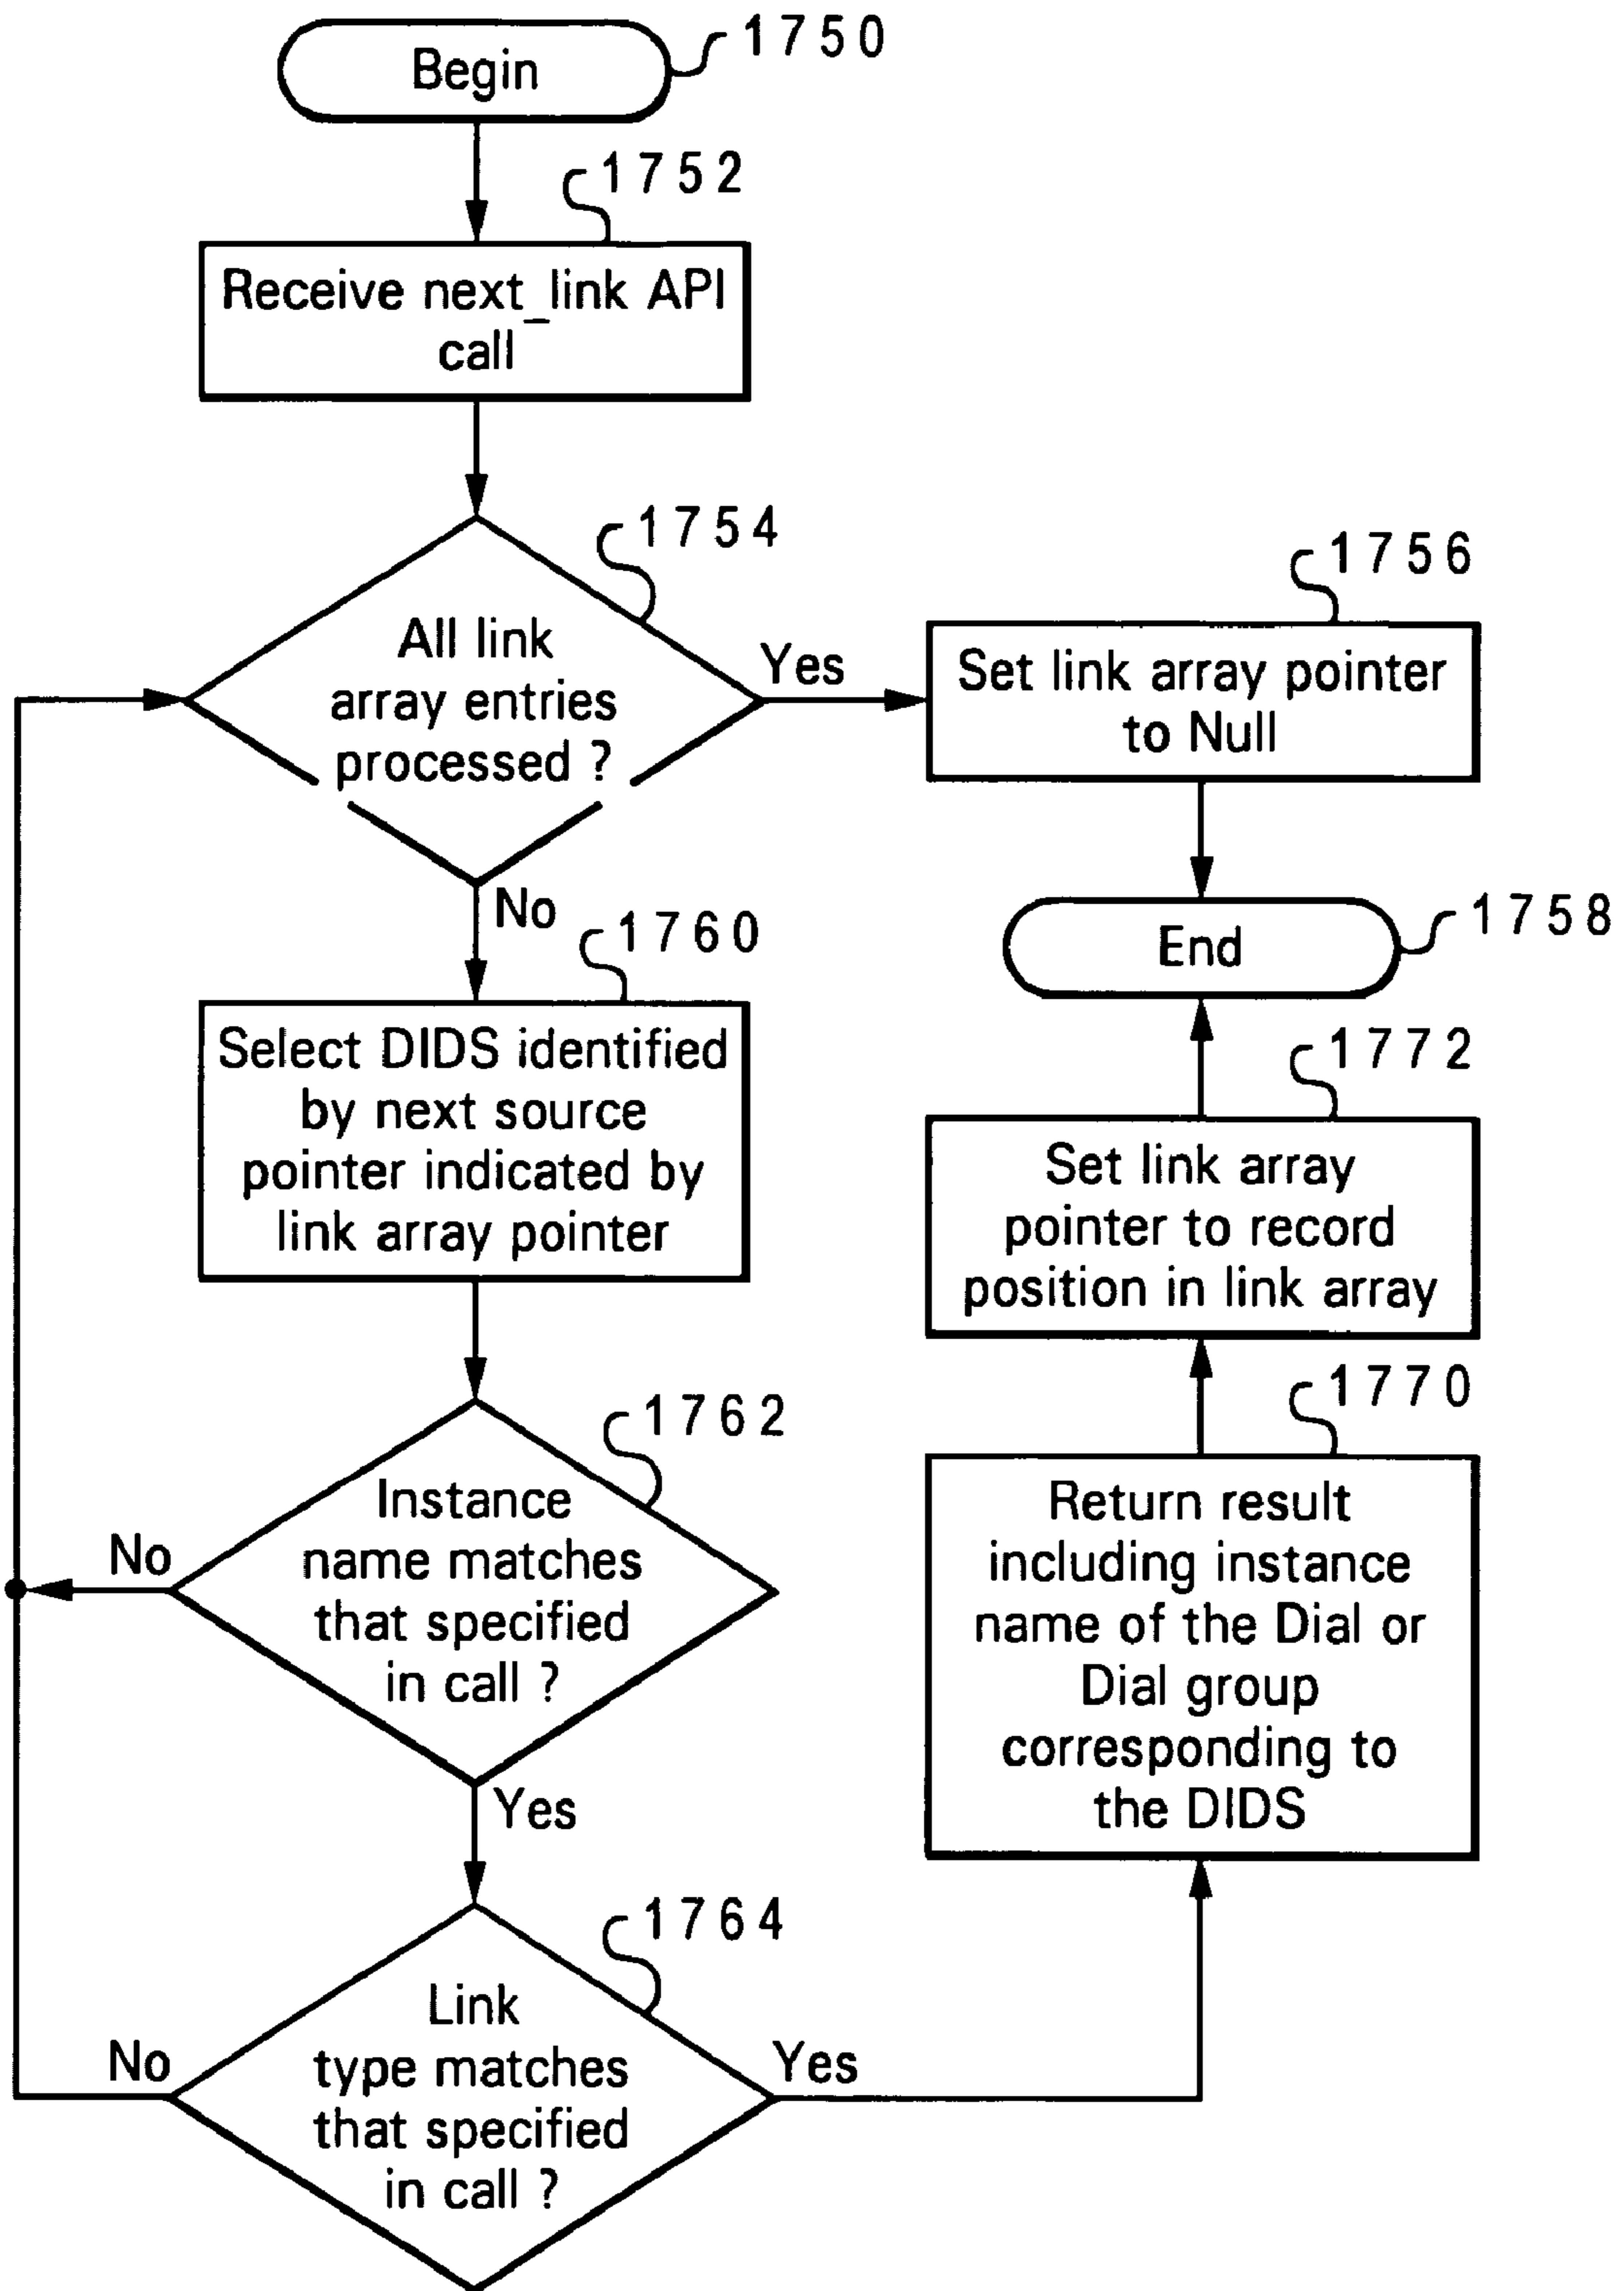 Begin
1750
1752
Receive next_link API
call
1754
All link
array entries
processed ?
Yes
1756
Set link array pointer
to Null
No
1758
End
1760
Select DIDS identified
by next source
pointer indicated by
link array pointer
1762
Instance
name matches
that specified
in call ?
No
Yes
1764
Link
type matches
that specified
in call ?
No
Yes
1770
Return result
including instance
name of the Dial or
Dial group
corresponding to
the DIDS
1772
Set link array
pointer to record
position in link array